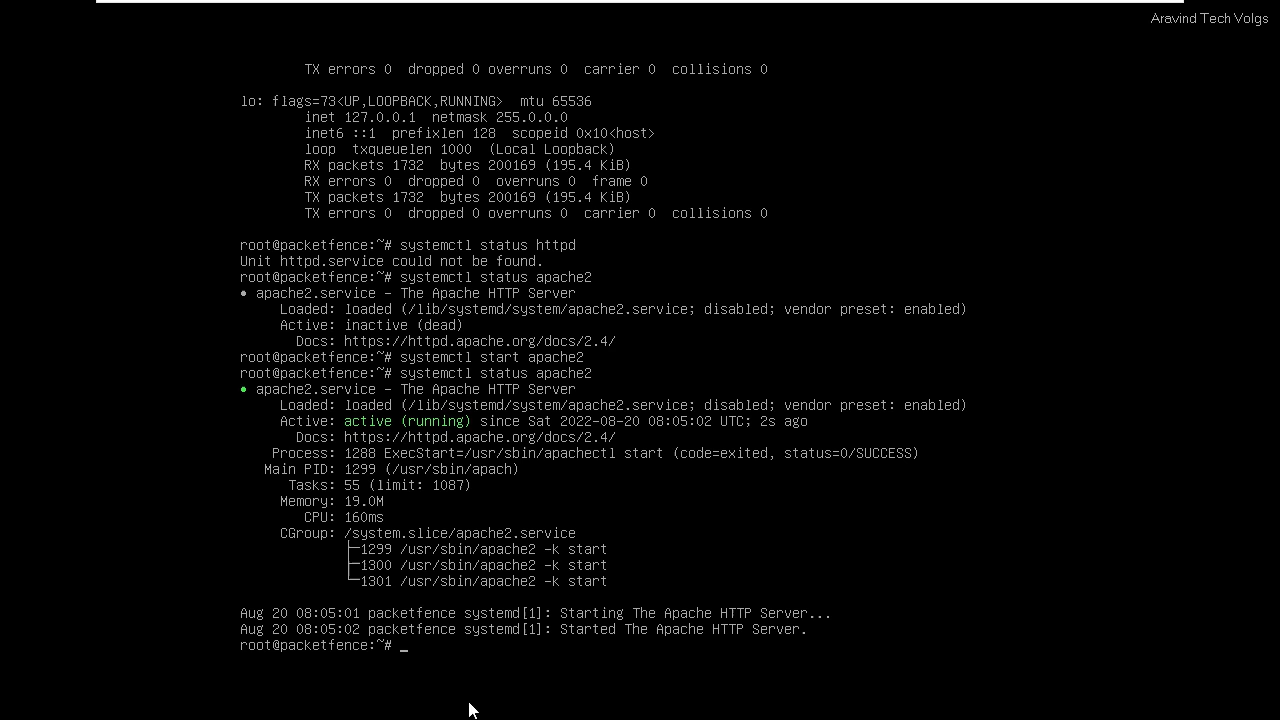 Aravind Tech Volgs
TX errors 0  dropped 0 overruns 0  carrier 0  collisions 0
lo: flags=73<UP,LOOPBACK,RUNNING>  mtu 65536
inet 127.0.0.1  netmask 255.0.0.0
inet6 ::1  prefixlen 128  scopeid 0x10<host>
loop  txqueuelen 1000  (Local Loopback)
RX packets 1732  bytes 200169 (195.4 KiB)
RX errors 0  dropped 0  overruns 0  frame 0
TX packets 1732  bytes 200169 (195.4 KiB)
TX errors 0  dropped 0 overruns 0  carrier 0  collisions 0
root@packetfence:~# systemctl status httpd
Unit httpd.service could not be found.
root@packetfence:~# systemctl status apache2
● apache2.service - The Apache HTTP Server
Loaded: loaded (/lib/systemd/system/apache2.service; disabled; vendor preset: enabled)
Active: inactive (dead)
Docs: https://httpd.apache.org/docs/2.4/
root@packetfence:~# systemctl start apache2
root@packetfence:~# systemctl status apache2
● apache2.service - The Apache HTTP Server
Loaded: loaded (/lib/systemd/system/apache2.service; disabled; vendor preset: enabled)
Active: active (running) since Sat 2022-08-20 08:05:02 UTC; 2s ago
Docs: https://httpd.apache.org/docs/2.4/
Process: 1288 ExecStart=/usr/sbin/apachectl start (code=exited, status=0/SUCCESS)
Main PID: 1299 (/usr/sbin/apach)
Tasks: 55 (limit: 1087)
Memory: 19.0M
CPU: 160ms
CGroup: /system.slice/apache2.service
├─1299 /usr/sbin/apache2 -k start
├─1300 /usr/sbin/apache2 -k start
└─1301 /usr/sbin/apache2 -k start
Aug 20 08:05:01 packetfence systemd[1]: Starting The Apache HTTP Server...
Aug 20 08:05:02 packetfence systemd[1]: Started The Apache HTTP Server.
root@packetfence:~# _